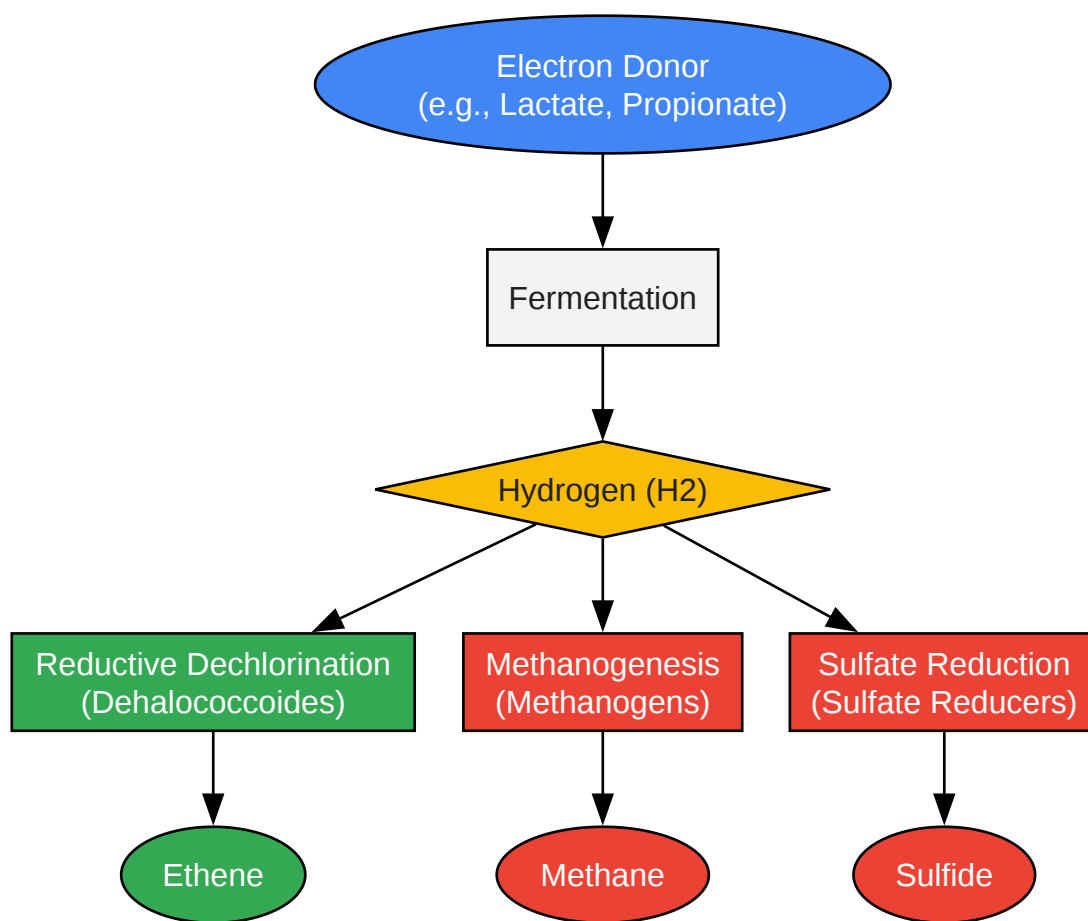 Electron Donor
(e.g., Lactate, Propionate)
Fermentation
Hydrogen (H2)
Reductive Dechlorination
(Dehalococcoides)
Methanogenesis
(Methanogens)
Sulfate Reduction
(Sulfate Reducers)
Ethene
Methane
Sulfide